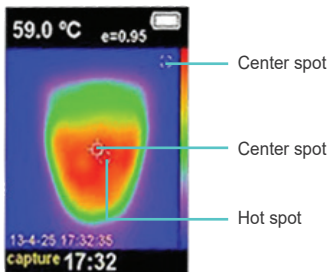 59.0 ºC e=0.95
Center spot
Center spot
Hot spot
13-4-25 17:32:35
capture 17:32